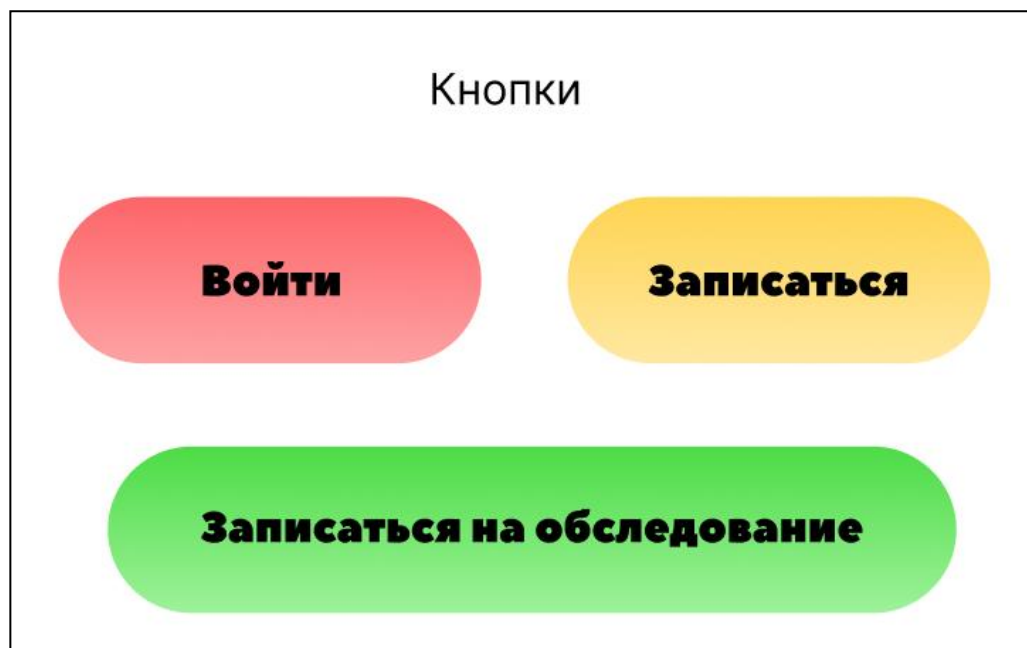 Кнопки
Войти
Записаться
Записаться на обследование